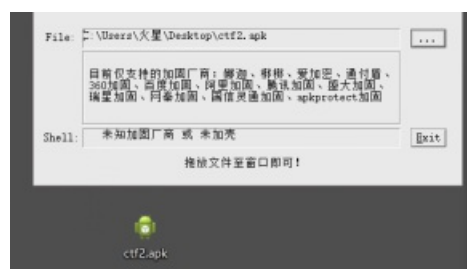 File: C:\Users\火星\Desktop\ctf2.apk
...
目前仅支持的加固厂商：娜迦、梆梆、爱加密、通付盾、
360加固、百度加固、阿里加固、腾讯加固、盛大加固、
瑞星加固、网秦加固、国信灵通加固、apkprotect加固
Shell: 未知加固厂商 或 未加壳
Exit
拖放文件至窗口即可！
ctf2.apk